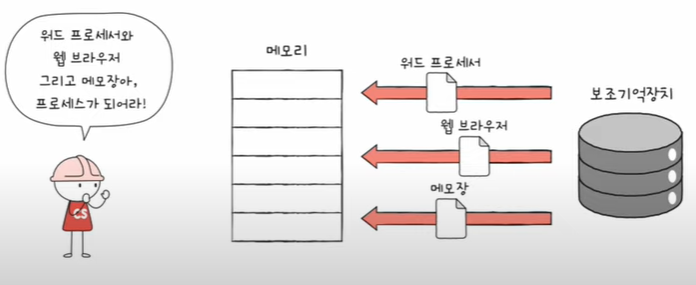 워드 프로세서와
웹 브라우저
그리고 메모장아,
프로세스가 되어라!
CS
메모리
워드 프로세서
웹 브라우저
메모장
보조기억장치